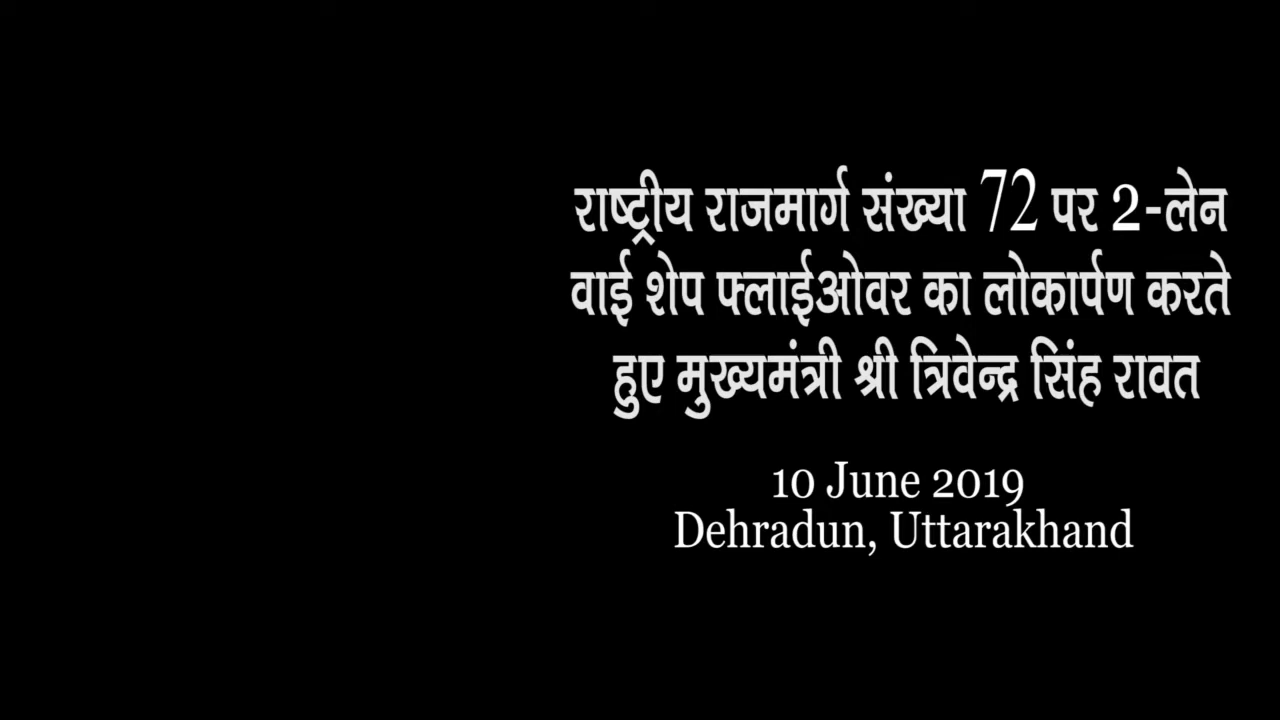 राष्ट्रीय राजमार्ग संख्या 72 पर 2-लेन
वाई शेप फ्लाईओवर का लोकार्पण करते
हुए मुख्यमंत्री श्री त्रिवेन्द्र सिंह रावत
10 June 2019
Dehradun, Uttarakhand